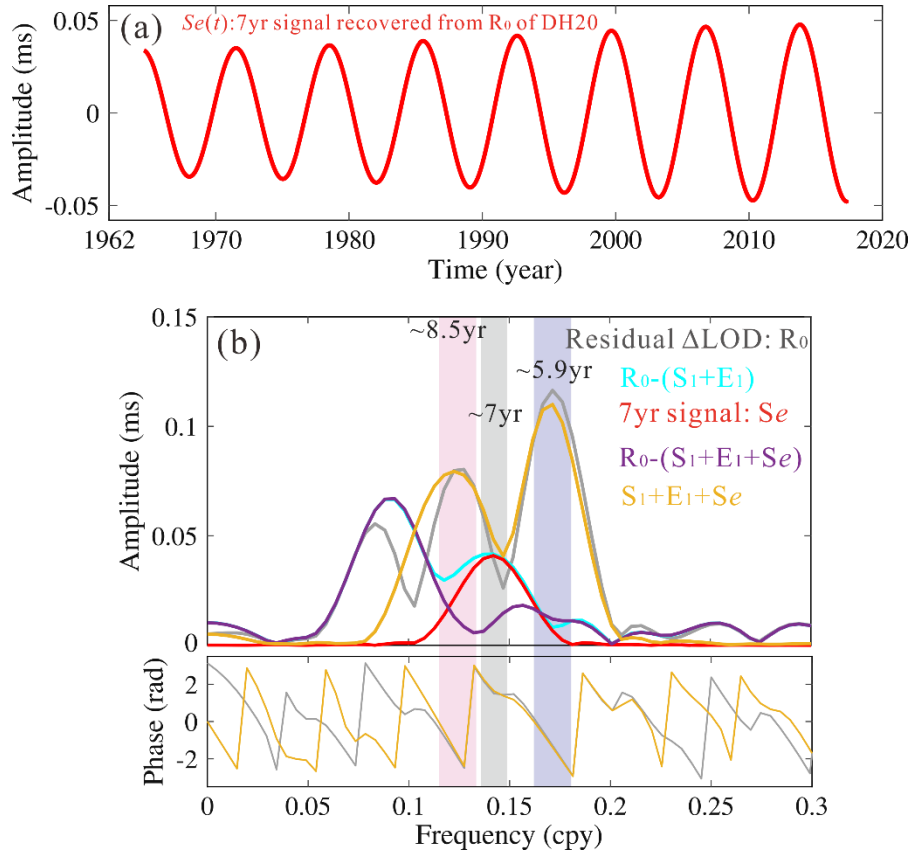 (a)
Se(t):7yr signal recovered from R₀ of DH20
0.05
0
-0.05
Amplitude (ms)
1962
1970
1980
1990
2000
2010
2020
Time (year)
(b)
0.15
0.1
0.05
0
Amplitude (ms)
~8.5yr
~7yr
~5.9yr
Residual ΔLOD: R₀
R₀-(S₁+E₁)
7yr signal: Se
R₀-(S₁+E₁+Se)
S₁+E₁+Se
2
0
-2
Phase (rad)
0
0.05
0.1
0.15
0.2
0.25
0.3
Frequency (cpy)